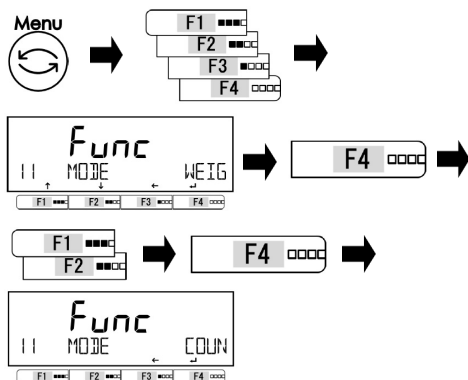 Menu
F1
F2
F3
F4
Func
11 MODE WEIG
↑ ↓ ← ↵
F1 F2 F3 F4
F4
F1
F2
F4
Func
11 MODE COUN
← ↵
F1 F2 F3 F4